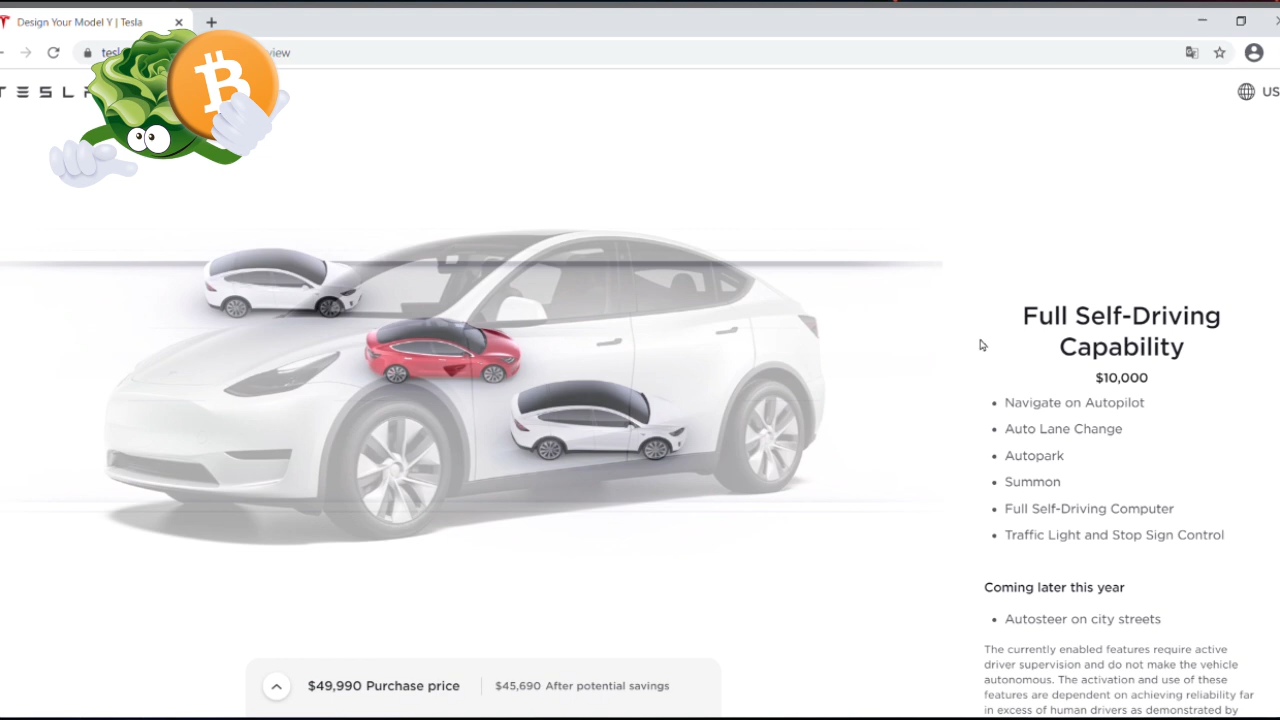 Design Your Model Y | Tesla
tesl
iew
TESLA
US
Full Self-Driving
Capability
$10,000
• Navigate on Autopilot
• Auto Lane Change
• Autopark
• Summon
• Full Self-Driving Computer
• Traffic Light and Stop Sign Control
Coming later this year
• Autosteer on city streets
The currently enabled features require active
driver supervision and do not make the vehicle
autonomous. The activation and use of these
features are dependent on achieving reliability far
in excess of human drivers as demonstrated by
$49,990 Purchase price
$45,690 After potential savings